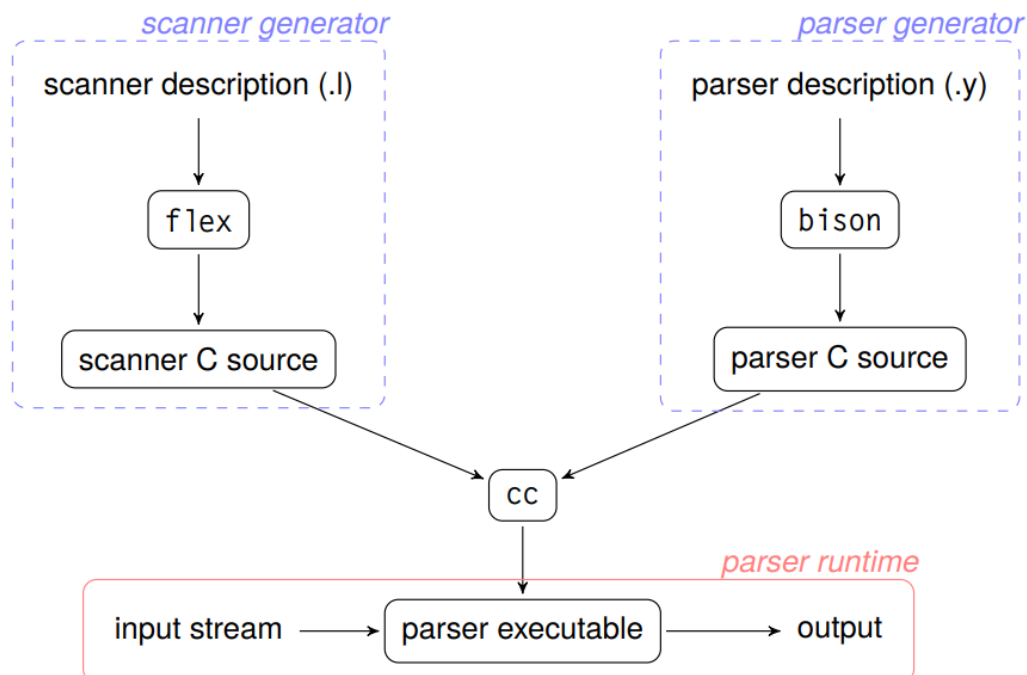 scanner generator
parser generator
scanner description (.l)
parser description (.y)
flex
bison
scanner C source
parser C source
cc
parser runtime
input stream
parser executable
output